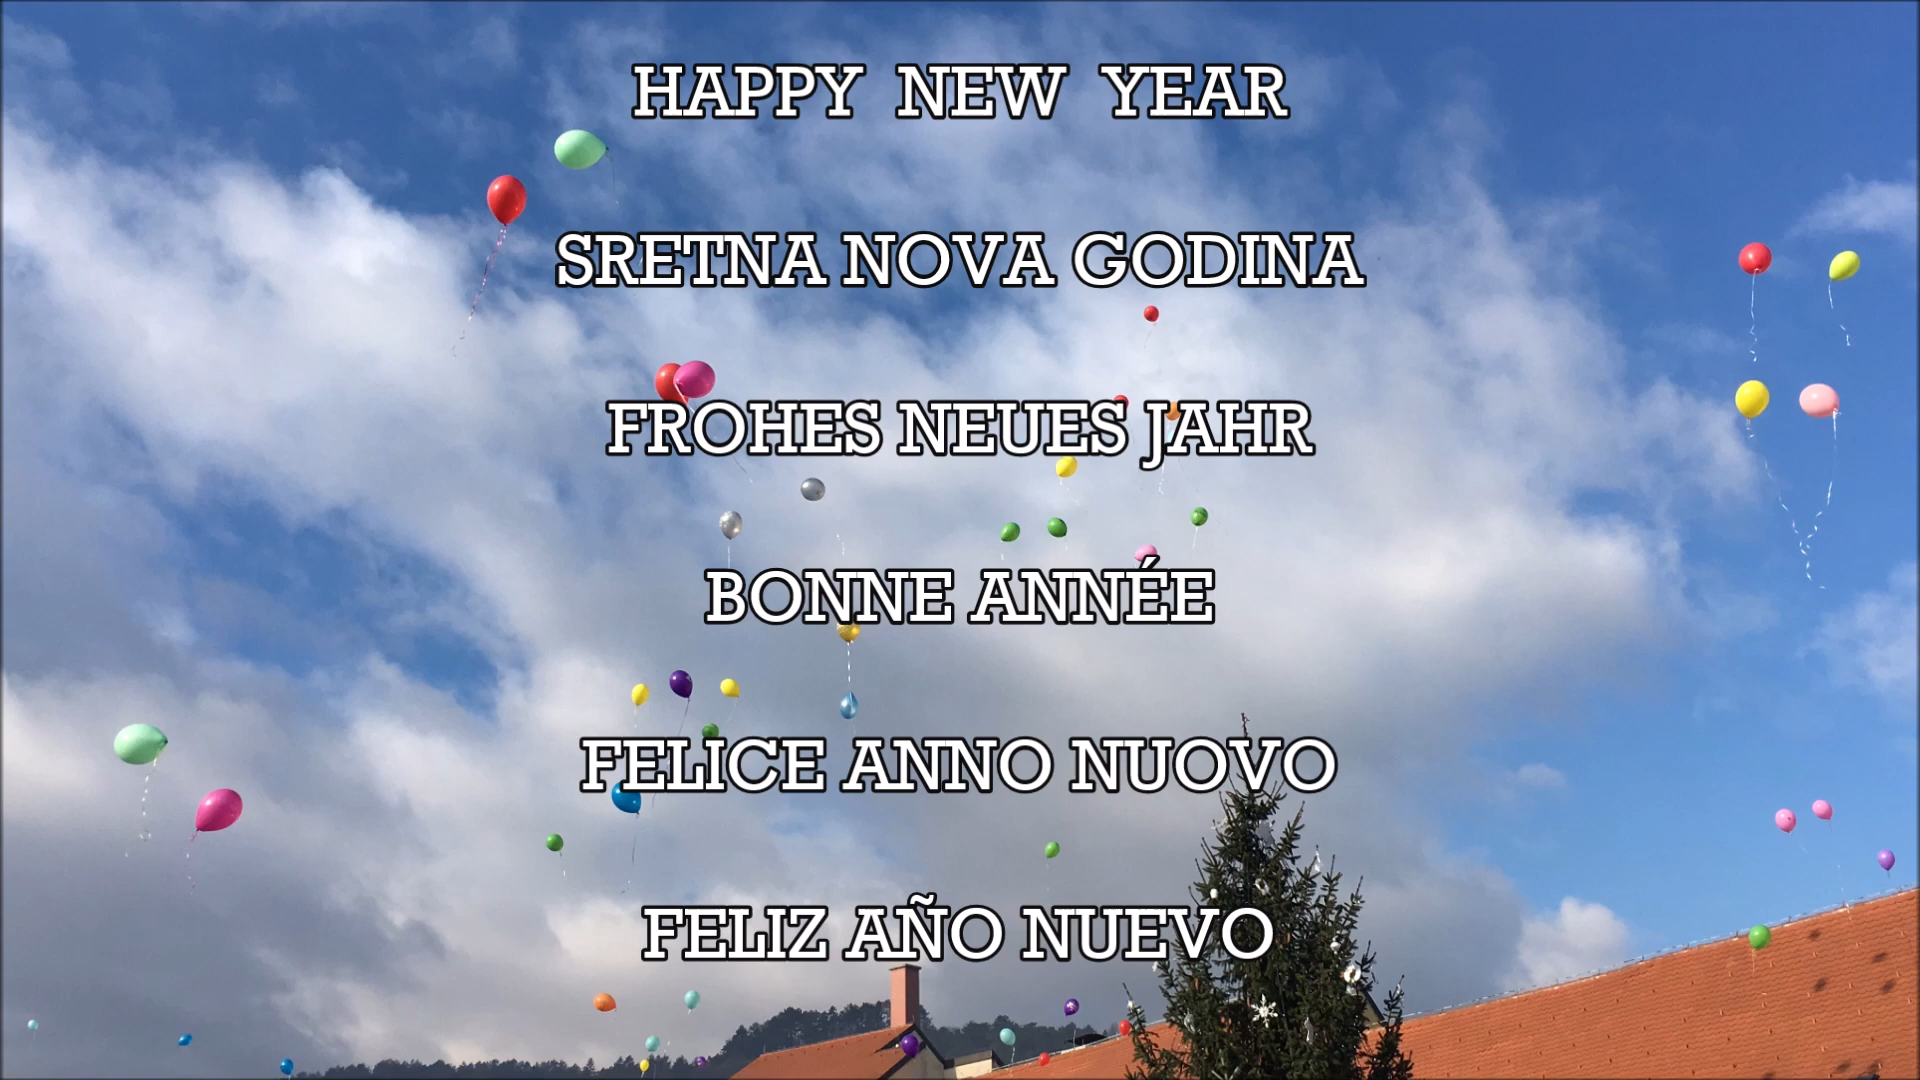 HAPPY NEW YEAR
SRETNA NOVA GODINA
FROHES NEUES JAHR
BONNE ANNÉE
FELICE ANNO NUOVO
FELIZ AÑO NUEVO